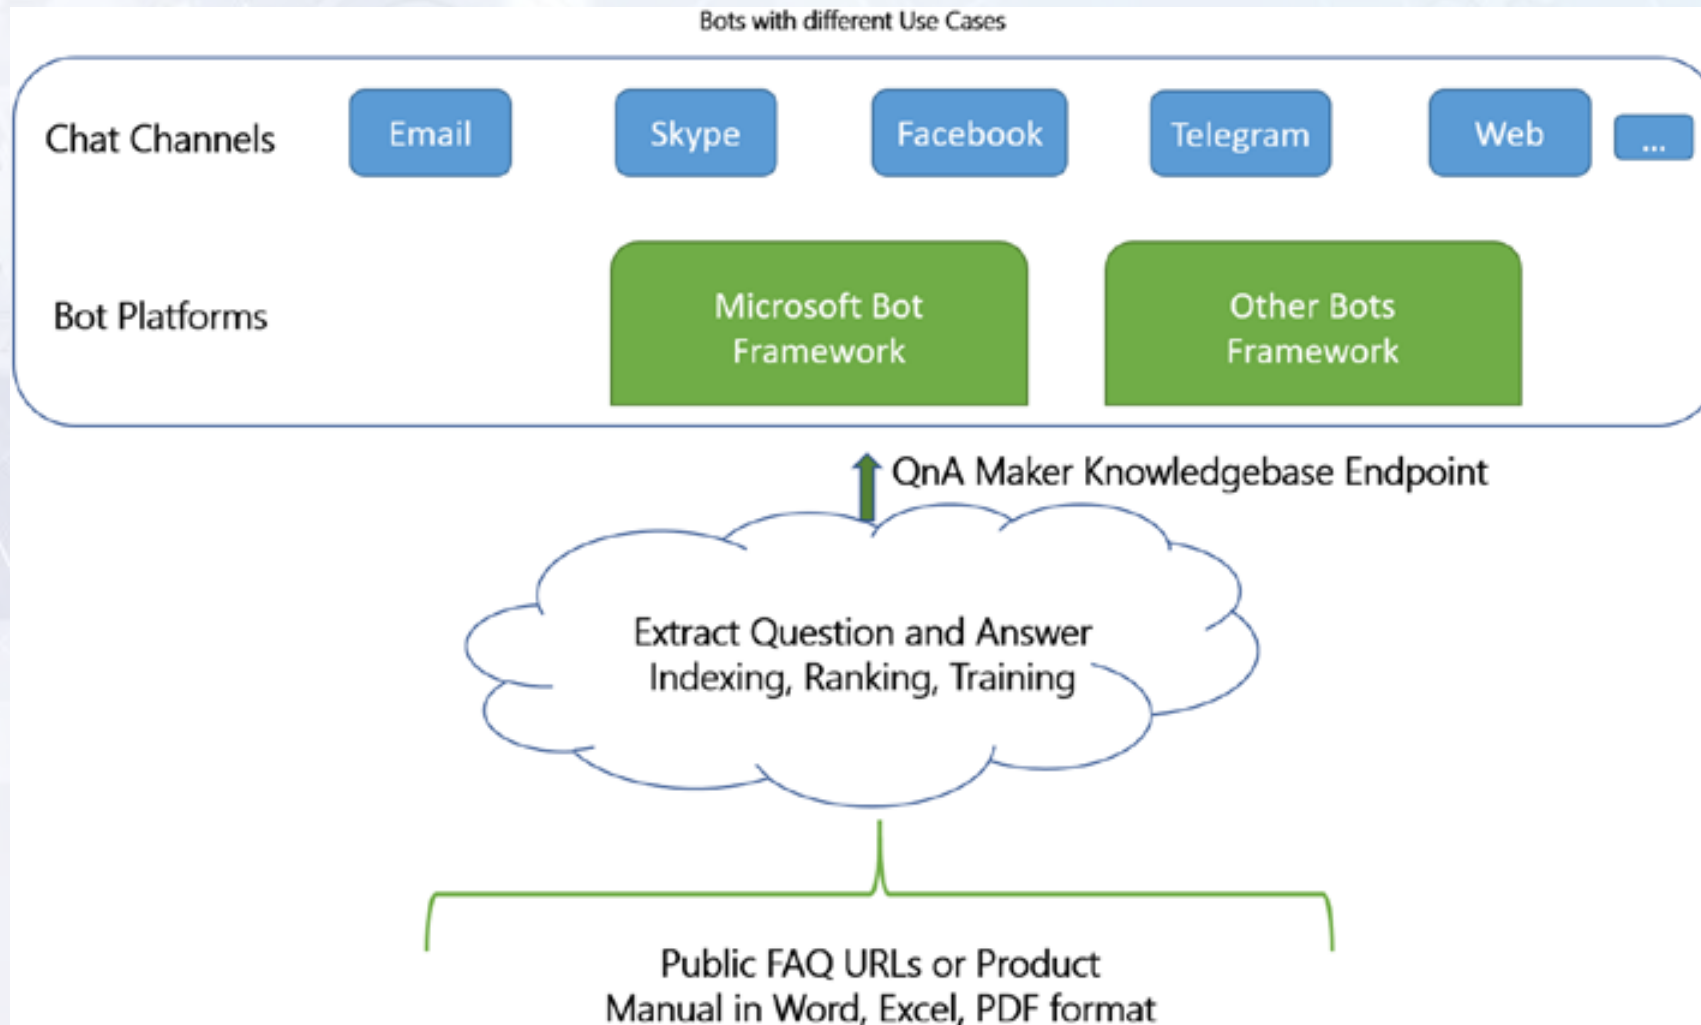 Bots with different Use Cases
Chat Channels
Email
Skype
Facebook
Telegram
Web
...
Bot Platforms
Microsoft Bot
Framework
Other Bots
Framework
QnA Maker Knowledgebase Endpoint
Extract Question and Answer
Indexing, Ranking, Training
Public FAQ URLs or Product
Manual in Word, Excel, PDF format